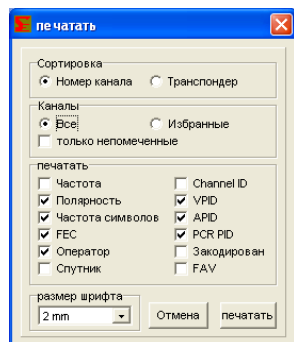 печатать
Сортировка
Номер канала Транспондер
Каналы
Все Избранные
только непомеченные
печатать
Частота Channel ID
Полярность VPID
Частота символов APID
FEC PCR PID
Оператор Закодирован
Спутник FAV
размер шрифта
2 mm Отмена печатать